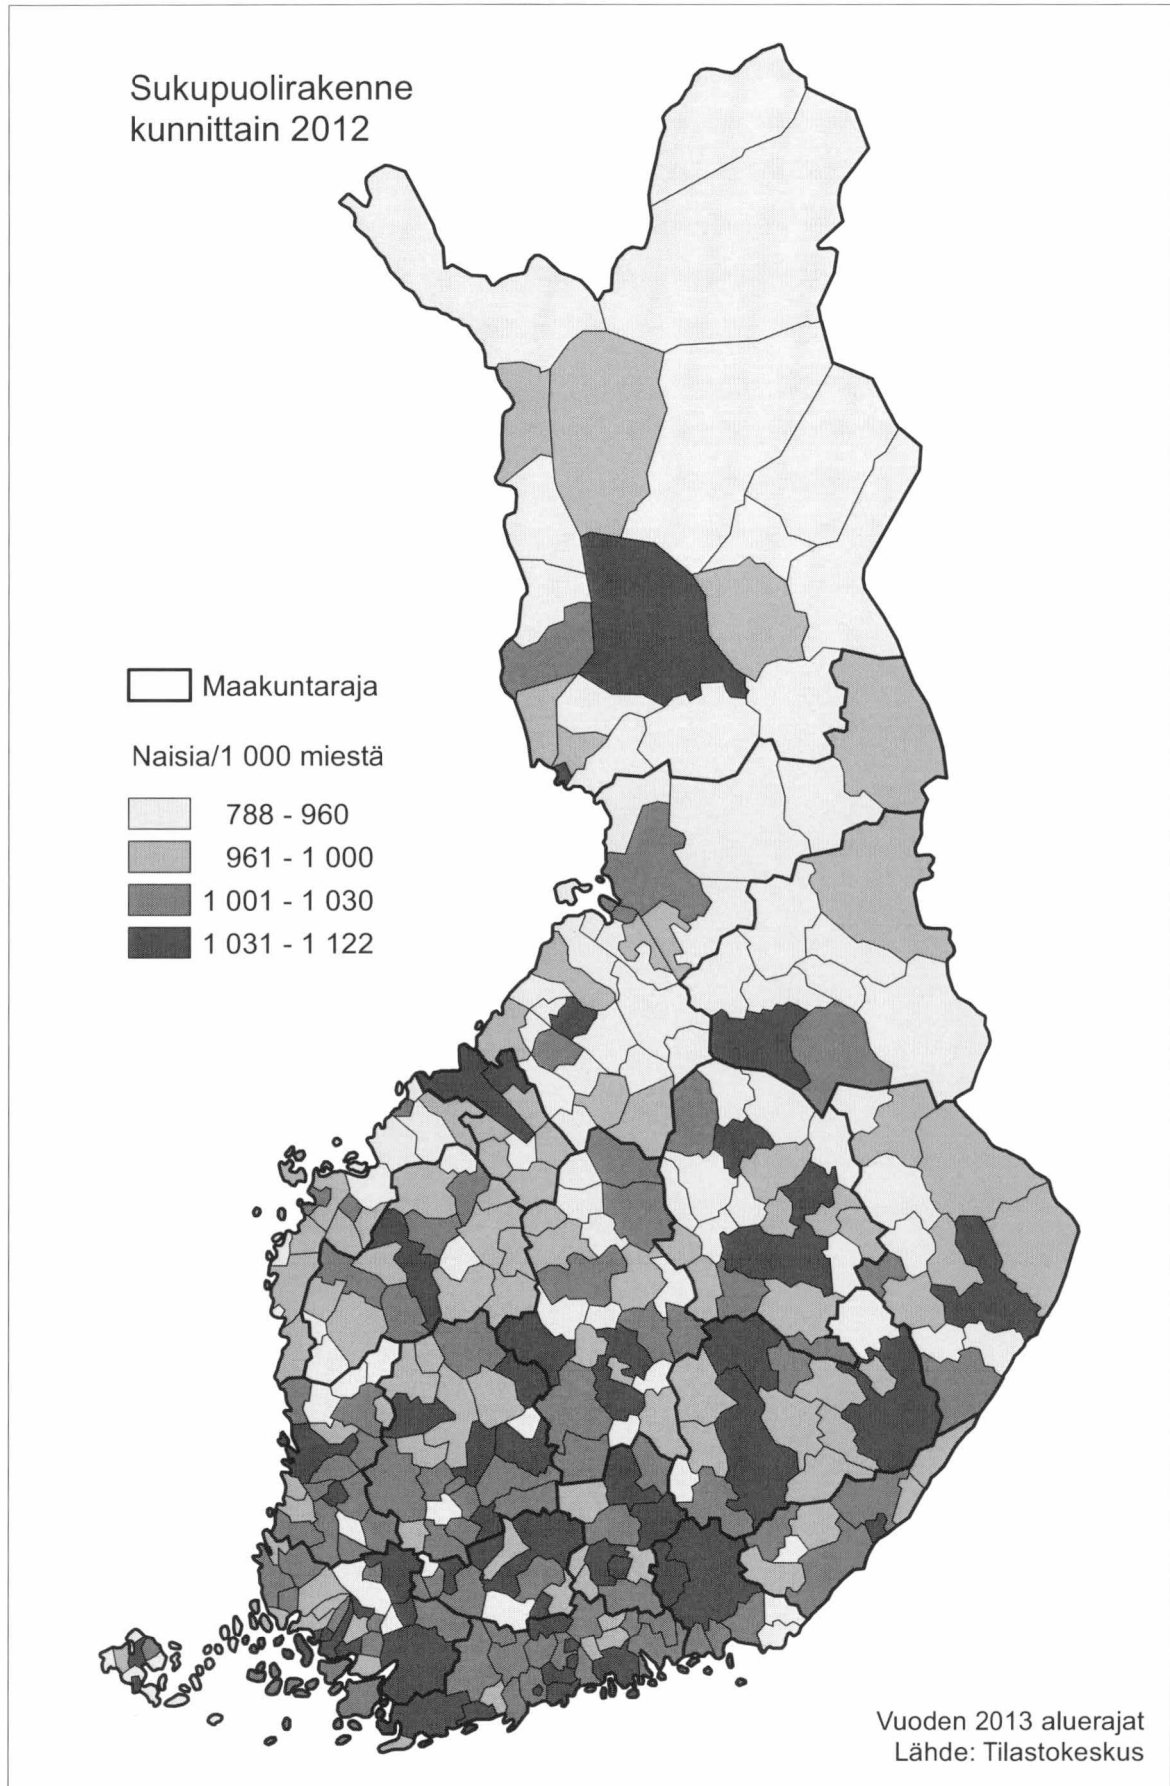 Sukupuolirakenne
kunnittain 2012
Maakuntaraja
Naisia/1 000 miestä
788 - 960
961 - 1 000
1 001 - 1 030
1 031 - 1 122
Vuoden 2013 aluerajat
Lähde: Tilastokeskus